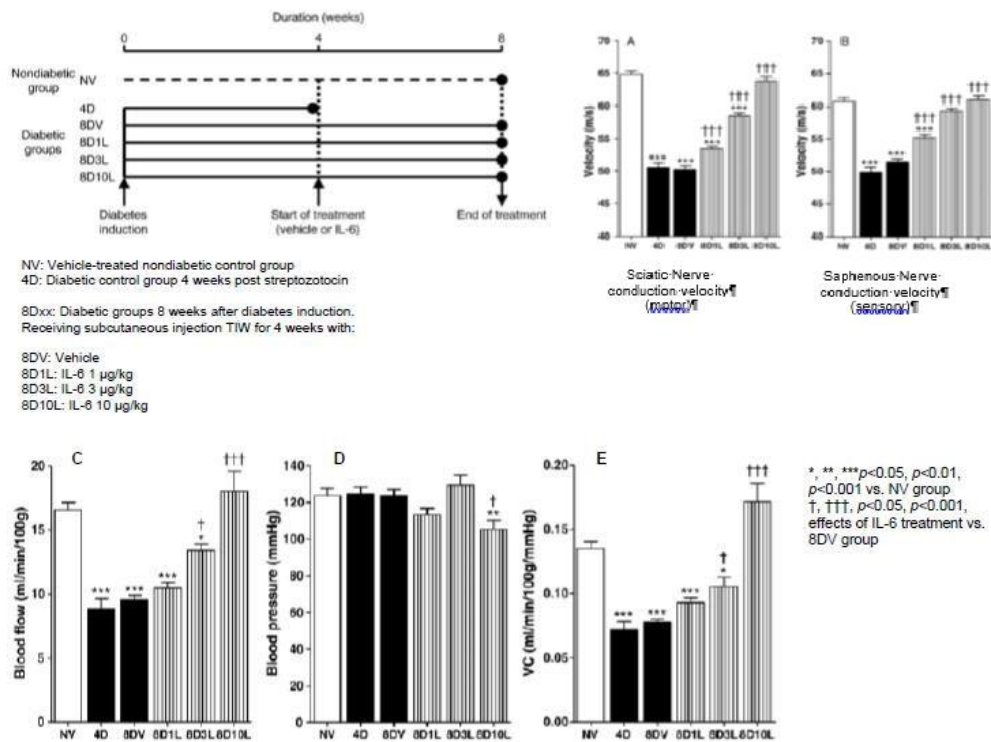 Duration (weeks)
0 4 8
Nondiabetic group NV
4D
8DV
Diabetic groups 8D1L
8D3L
8D10L
Diabetes induction
Start of treatment (vehicle or IL-6)
End of treatment
NV: Vehicle-treated nondiabetic control group
4D: Diabetic control group 4 weeks post streptozotocin
8Dxx: Diabetic groups 8 weeks after diabetes induction.
Receiving subcutaneous injection TIW for 4 weeks with:
8DV: Vehicle
8D1L: IL-6 1 µg/kg
8D3L: IL-6 3 µg/kg
8D10L: IL-6 10 µg/kg
A
Velocity (m/s)
70
65
60
55
50
45
40
*** *** ††† *** ††† *** †††
NV 4D 8DV 8D1L 8D3L 8D10L
Sciatic·Nerve·
conduction·velocity¶
(motor)¶
B
Velocity (m/s)
70
65
60
55
50
45
40
*** *** ††† *** ††† †††
NV 4D 8DV 8D1L 8D3L 8D10L
Saphenous·Nerve·
conduction·velocity¶
(sensory)¶
C
Blood flow (ml/min/100g)
20
15
10
5
0
*** *** *** † * †††
NV 4D 8DV 8D1L 8D3L 8D10L
D
Blood pressure (mmHg)
140
120
100
80
60
40
20
0
† **
NV 4D 8DV 8D1L 8D3L 8D10L
E
VC (ml/min/100g/mmHg)
0.20
0.15
0.10
0.05
0.00
*** *** *** † * †††
NV 4D 8DV 8D1L 8D3L 8D10L
*, **, ***p<0.05, p<0.01,
p<0.001 vs. NV group
†, †††, p<0.05, p<0.001,
effects of IL-6 treatment vs.
8DV group